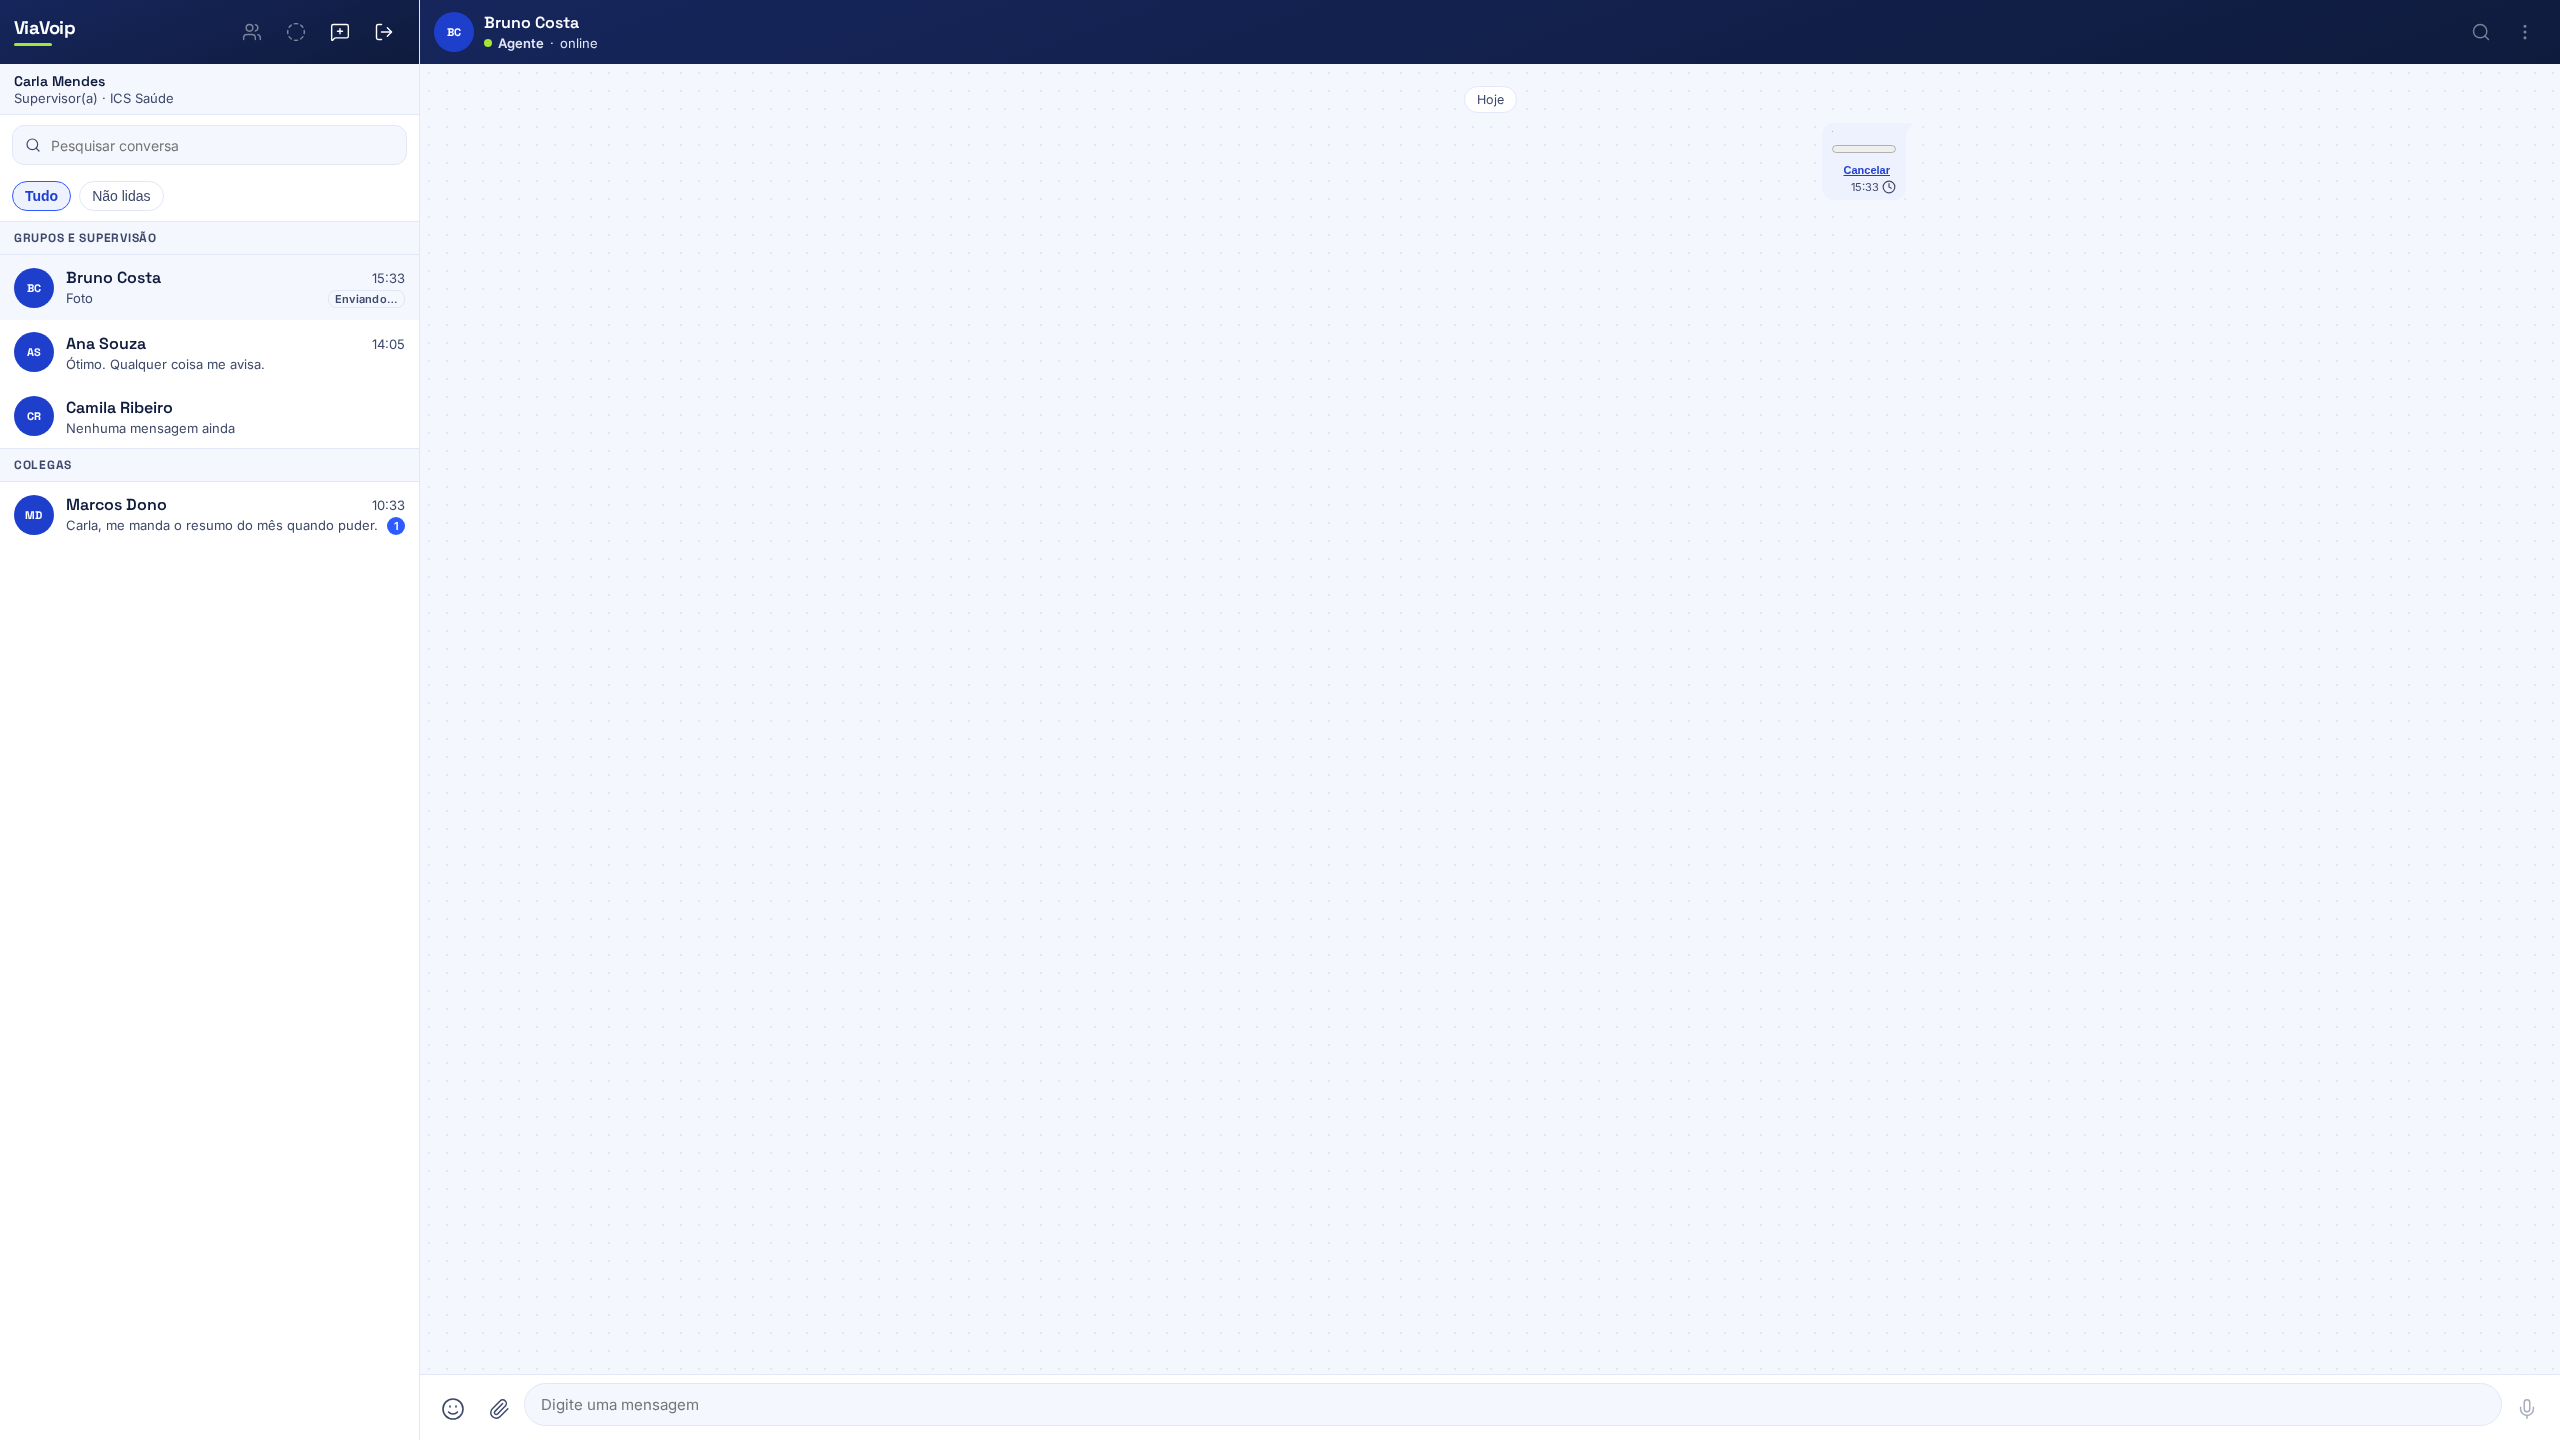 ViaVoip
Carla Mendes
Supervisor(a) · ICS Saúde
Pesquisar conversa
Tudo
Não lidas
GRUPOS E SUPERVISÃO
BC
Bruno Costa
15:33
Foto
Enviando...
AS
Ana Souza
14:05
Ótimo. Qualquer coisa me avisa.
CR
Camila Ribeiro
Nenhuma mensagem ainda
COLEGAS
MD
Marcos Dono
10:33
Carla, me manda o resumo do mês quando puder.
1
BC
Bruno Costa
Agente · online
Hoje
Cancelar
15:33
Digite uma mensagem